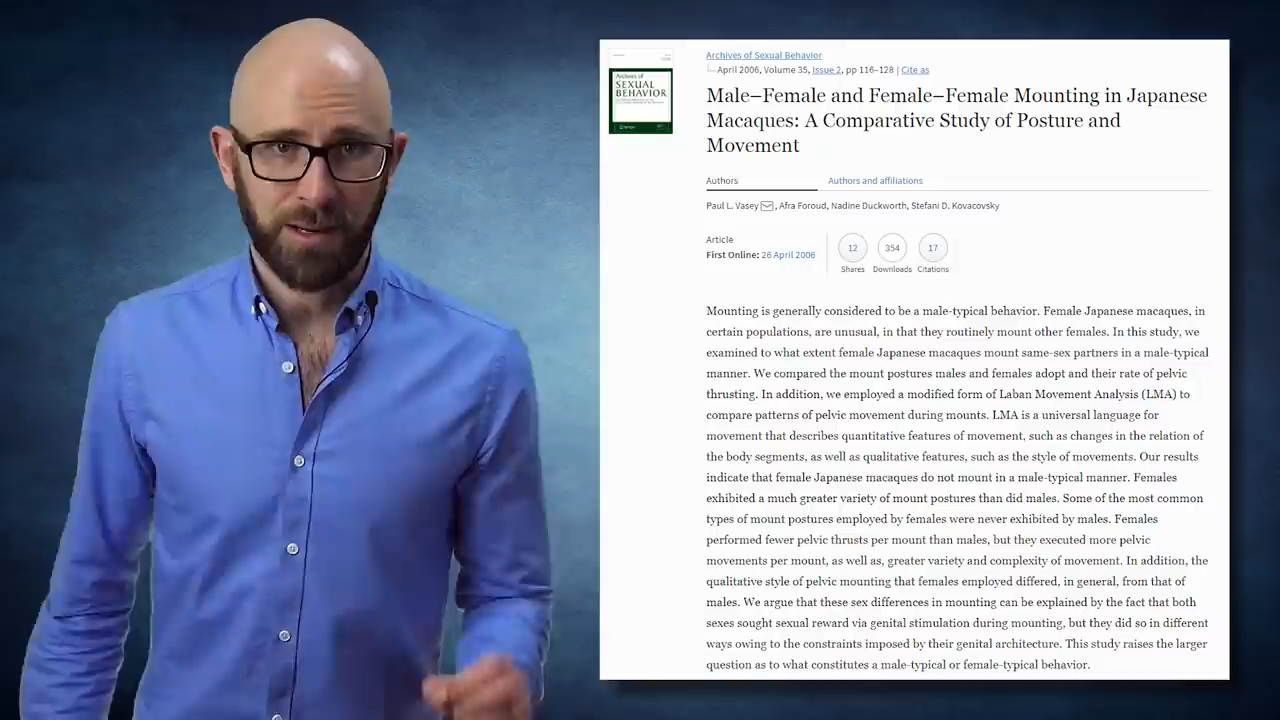 Archives of Sexual Behavior
April 2006, Volume 35, Issue 2, pp 116–128 | Cite as
Archives of
SEXUAL
BEHAVIOR
Male–Female and Female–Female Mounting in Japanese
Macaques: A Comparative Study of Posture and
Movement
Authors
Authors and affiliations
Paul L. Vasey, Afra Foroud, Nadine Duckworth, Stefani D. Kovacovsky
Article
First Online: 26 April 2006
12 354 17
Shares Downloads Citations
Mounting is generally considered to be a male-typical behavior. Female Japanese macaques, in
certain populations, are unusual, in that they routinely mount other females. In this study, we
examined to what extent female Japanese macaques mount same-sex partners in a male-typical
manner. We compared the mount postures males and females adopt and their rate of pelvic
thrusting. In addition, we employed a modified form of Laban Movement Analysis (LMA) to
compare patterns of pelvic movement during mounts. LMA is a universal language for
movement that describes quantitative features of movement, such as changes in the relation of
the body segments, as well as qualitative features, such as the style of movements. Our results
indicate that female Japanese macaques do not mount in a male-typical manner. Females
exhibited a much greater variety of mount postures than did males. Some of the most common
types of mount postures employed by females were never exhibited by males. Females
performed fewer pelvic thrusts per mount than males, but they executed more pelvic
movements per mount, as well as, greater variety and complexity of movement. In addition, the
qualitative style of pelvic mounting that females employed differed, in general, from that of
males. We argue that these sex differences in mounting can be explained by the fact that both
sexes sought sexual reward via genital stimulation during mounting, but they did so in different
ways owing to the constraints imposed by their genital architecture. This study raises the larger
question as to what constitutes a male-typical or female-typical behavior.